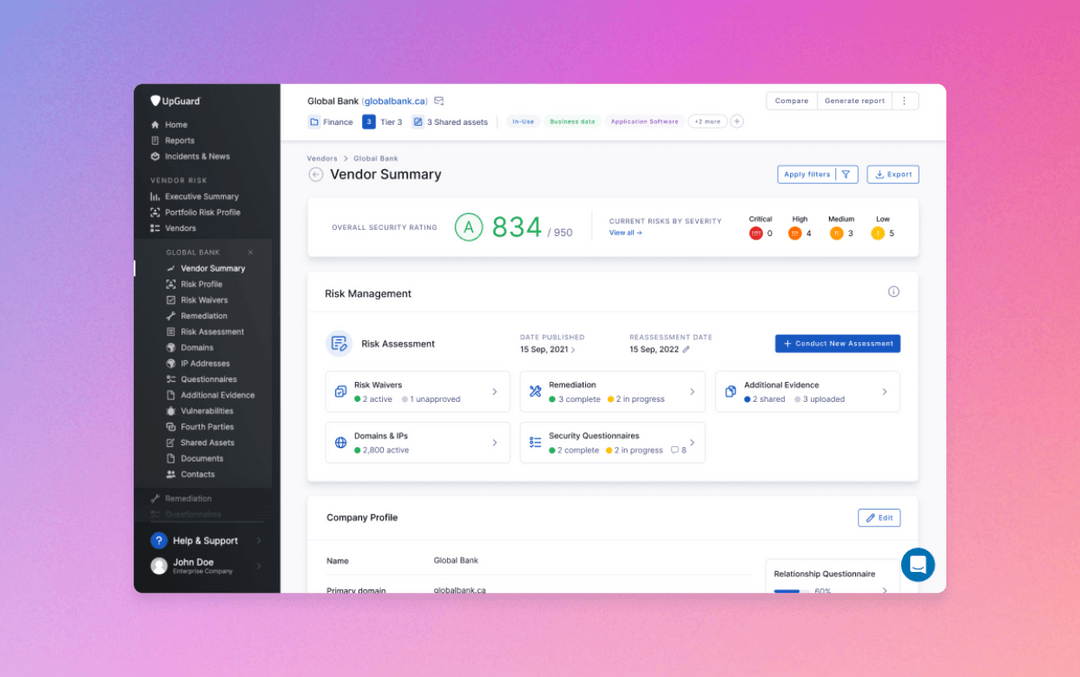 UpGuard
Home
Reports
Incidents & News
VENDOR RISK
Executive Summary
Portfolio Risk Profile
Vendors
GLOBAL BANK
Vendor Summary
Risk Profile
Risk Waivers
Remediation
Risk Assessment
Domains
IP Addresses
Questionnaires
Additional Evidence
Vulnerabilities
Fourth Parties
Shared Assets
Documents
Contacts
Remediation
Questionnaires
? Help & Support
John Doe
Enterprise Company
Global Bank (globalbank.ca)
Compare Generate report
Finance 3 Tier 3 3 Shared assets In-Use Business data Application Software +2 more
Vendors > Global Bank
Vendor Summary
Apply filters Export
OVERALL SECURITY RATING A 834 / 950
CURRENT RISKS BY SEVERITY
View all →
Critical High Medium Low
0 4 3 5
Risk Management
Risk Assessment
DATE PUBLISHED
15 Sep, 2021
REASSESSMENT DATE
15 Sep, 2022
+ Conduct New Assessment
Risk Waivers
2 active 1 unapproved
Remediation
3 complete 2 in progress
Additional Evidence
2 shared 3 uploaded
Domains & IPs
2,800 active
Security Questionnaires
2 complete 2 in progress 8
Company Profile
Edit
Name Global Bank
Primary domain globalbank.ca
Relationship Questionnaire
60%